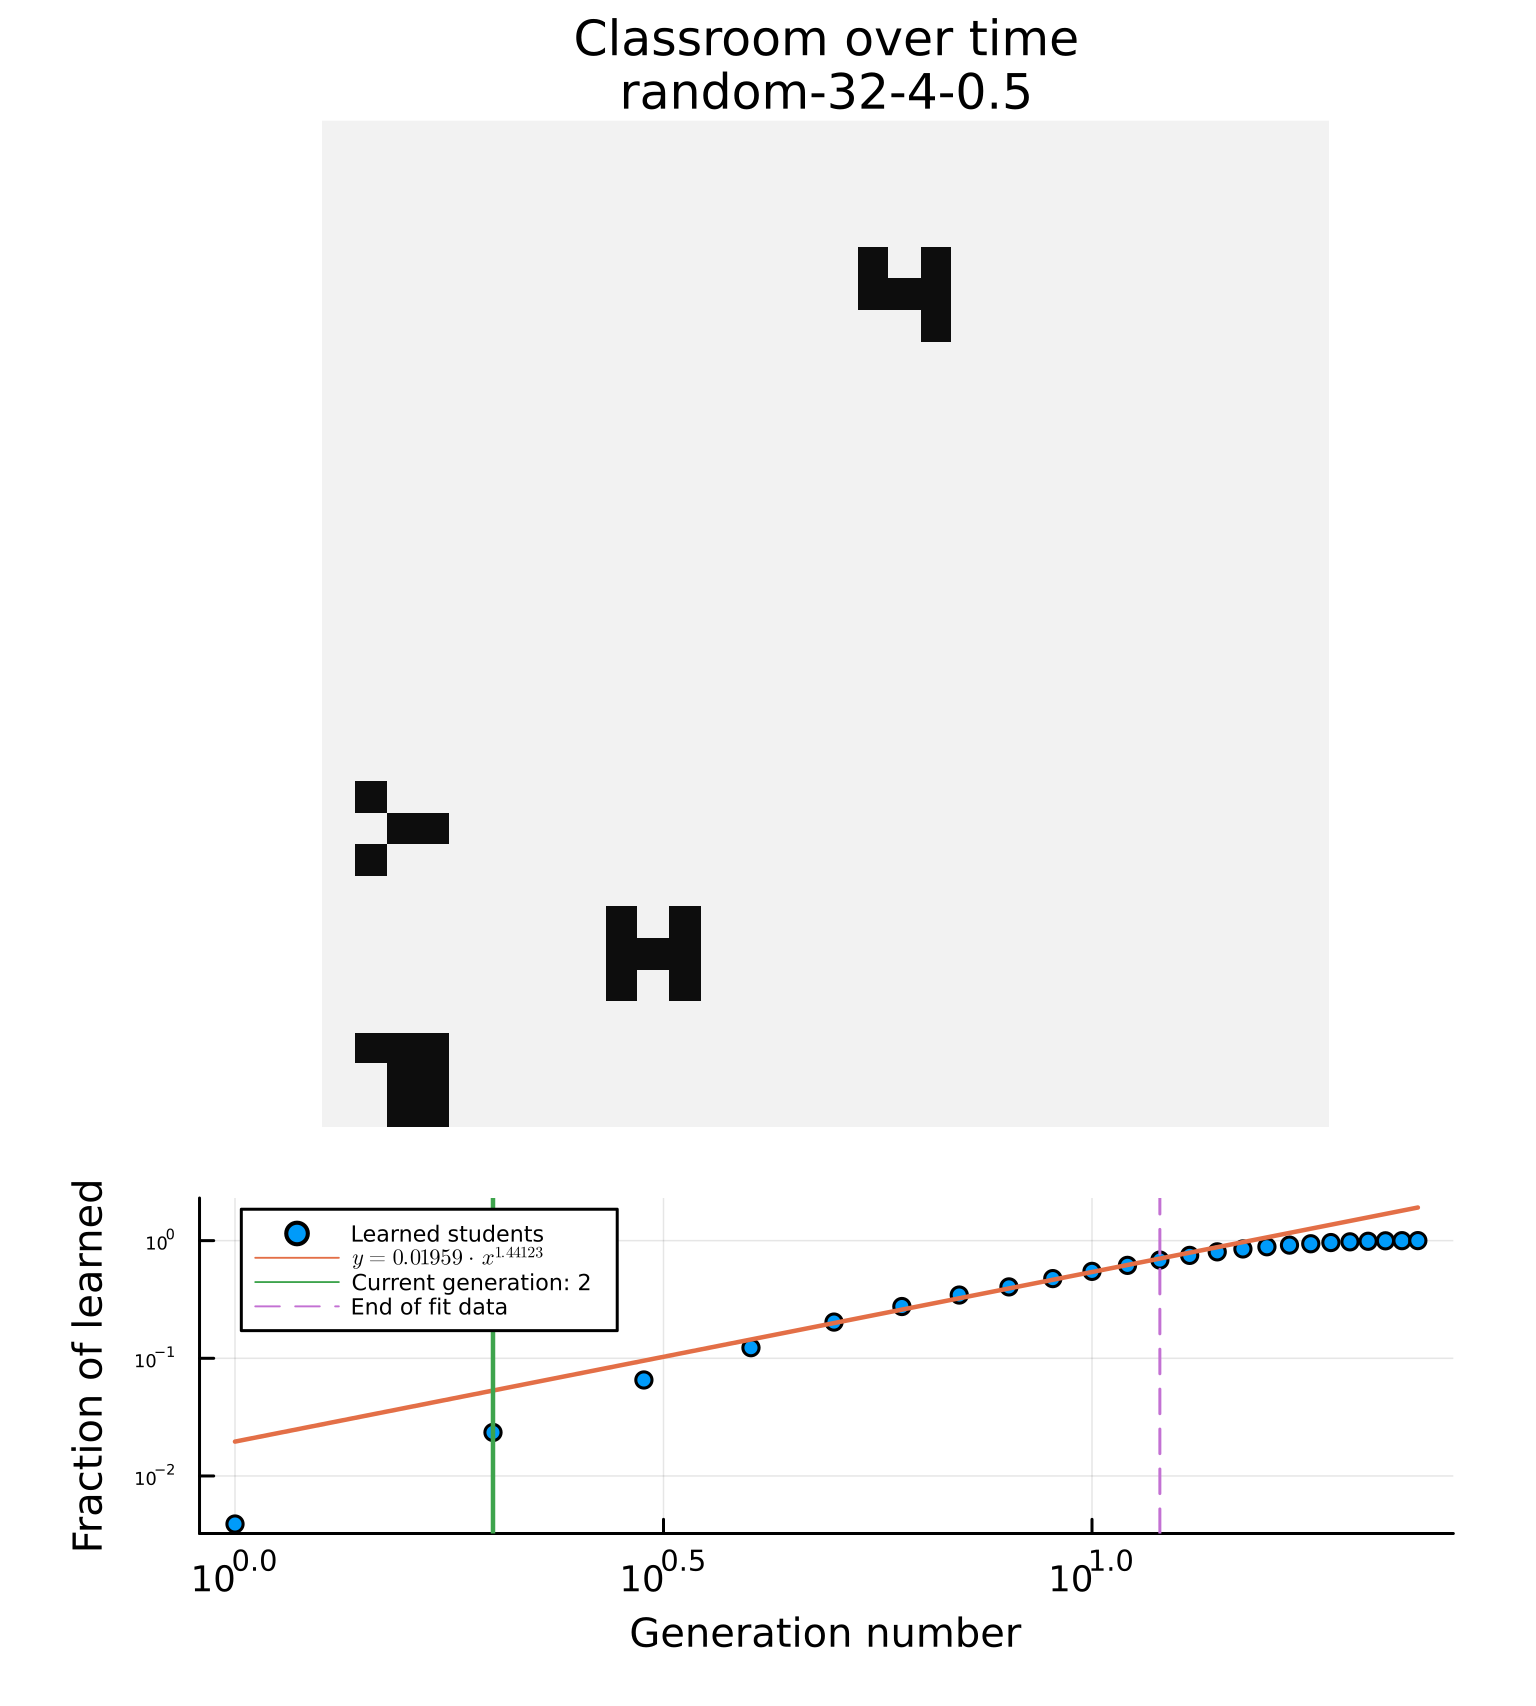 Classroom over time
random-32-4-0.5
Fraction of learned
10^0
10^-1
10^-2
Learned students
y = 0.01959 · x^1.44123
Current generation: 2
End of fit data
10^0.0 10^0.5 10^1.0
Generation number